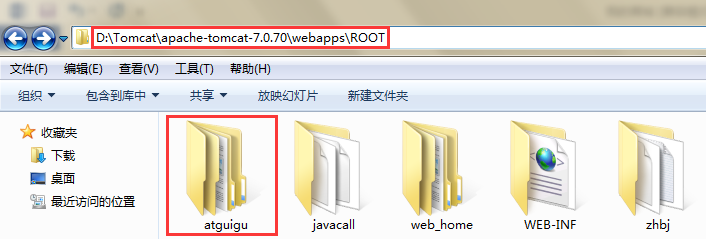 D:\Tomcat\apache-tomcat-7.0.70\webapps\ROOT
文件(F) 编辑(E) 查看(V) 工具(T) 帮助(H)
组织 包含到库中 共享 放映幻灯片 新建文件夹
收藏夹
下载
桌面
最近访问的位置
atguigu javacall web_home WEB-INF zhbj